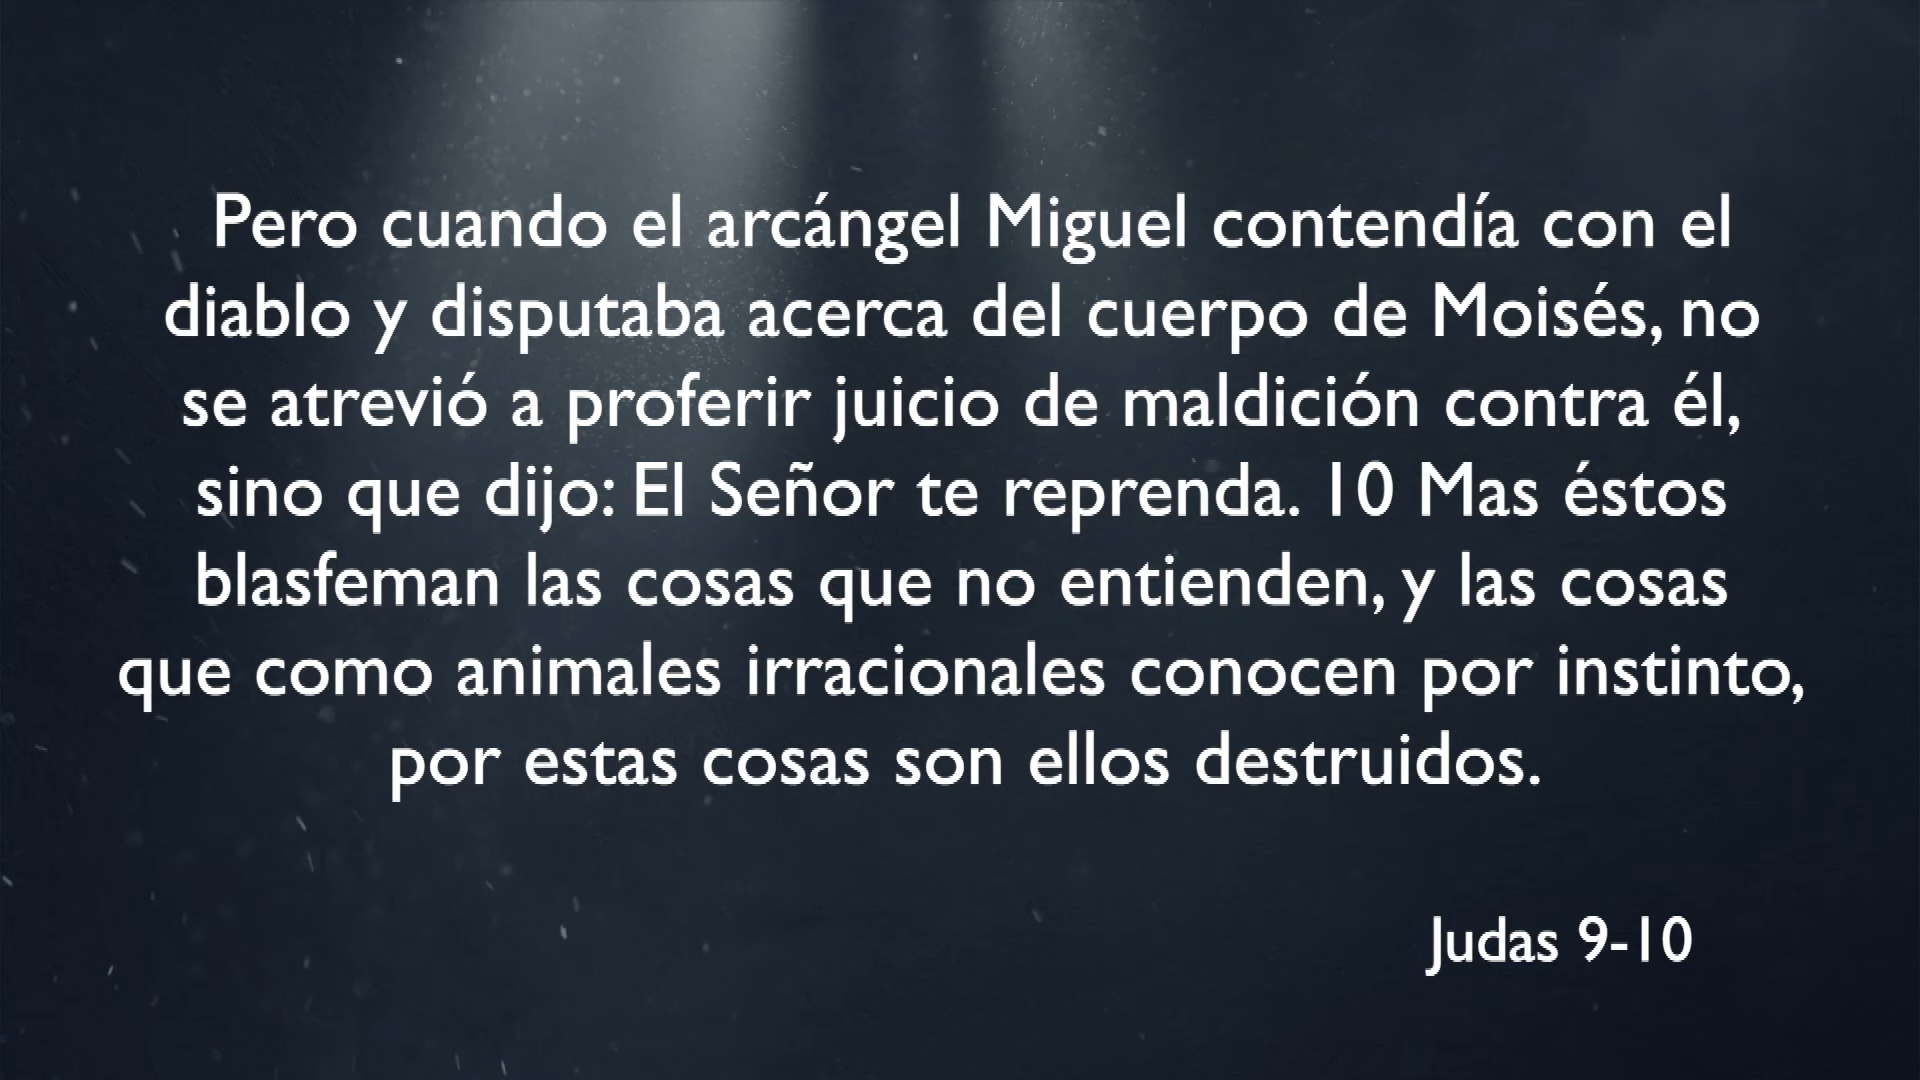 Pero cuando el arcángel Miguel contendía con el
diablo y disputaba acerca del cuerpo de Moisés, no
se atrevió a proferir juicio de maldición contra él,
sino que dijo: El Señor te reprenda. 10 Mas éstos
blasfeman las cosas que no entienden, y las cosas
que como animales irracionales conocen por instinto,
por estas cosas son ellos destruidos.
Judas 9-10